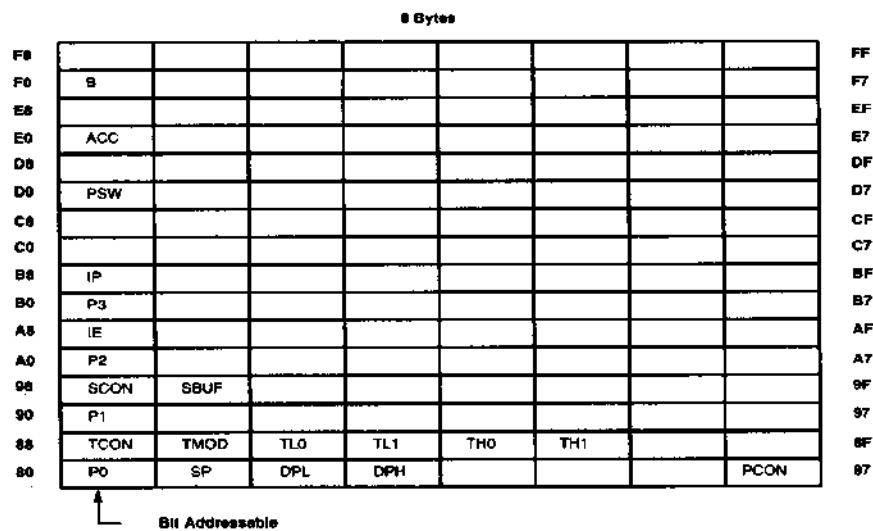 8 Bytes
F8 FF
F0 B F7
E8 EF
E0 ACC E7
D8 DF
D0 PSW D7
C8 CF
C0 C7
B8 IP BF
B0 P3 B7
A8 IE AF
A0 P2 A7
98 SCON SBUF 9F
90 P1 97
88 TCON TMOD TL0 TL1 TH0 TH1 8F
80 P0 SP DPL DPH PCON 87
Bit Addressable